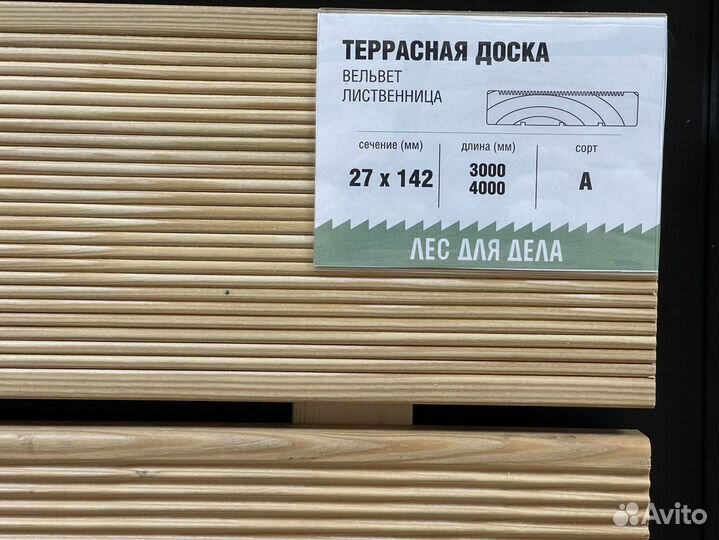 ТЕРРАСНАЯ ДОСКА
ВЕЛЬВЕТ
ЛИСТВЕННИЦА
сечение (мм)
27 x 142
длина (мм)
3000
4000
сорт
А
ЛЕС ДЛЯ ДЕЛА
Avito